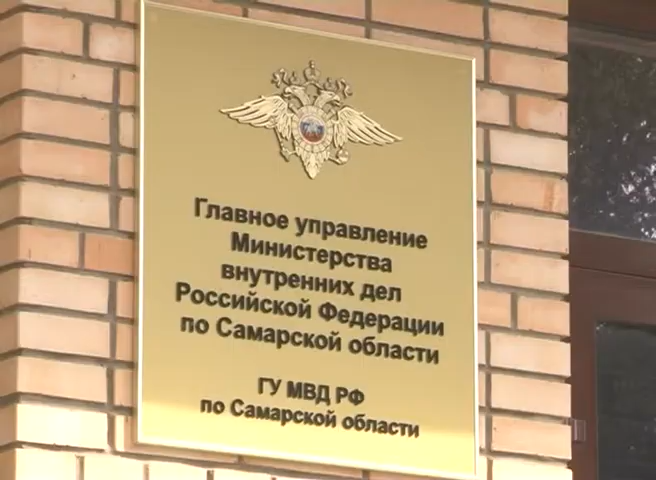 Главное управление
Министерства
внутренних дел
Российской Федерации
по Самарской области
ГУ МВД РФ
по Самарской области